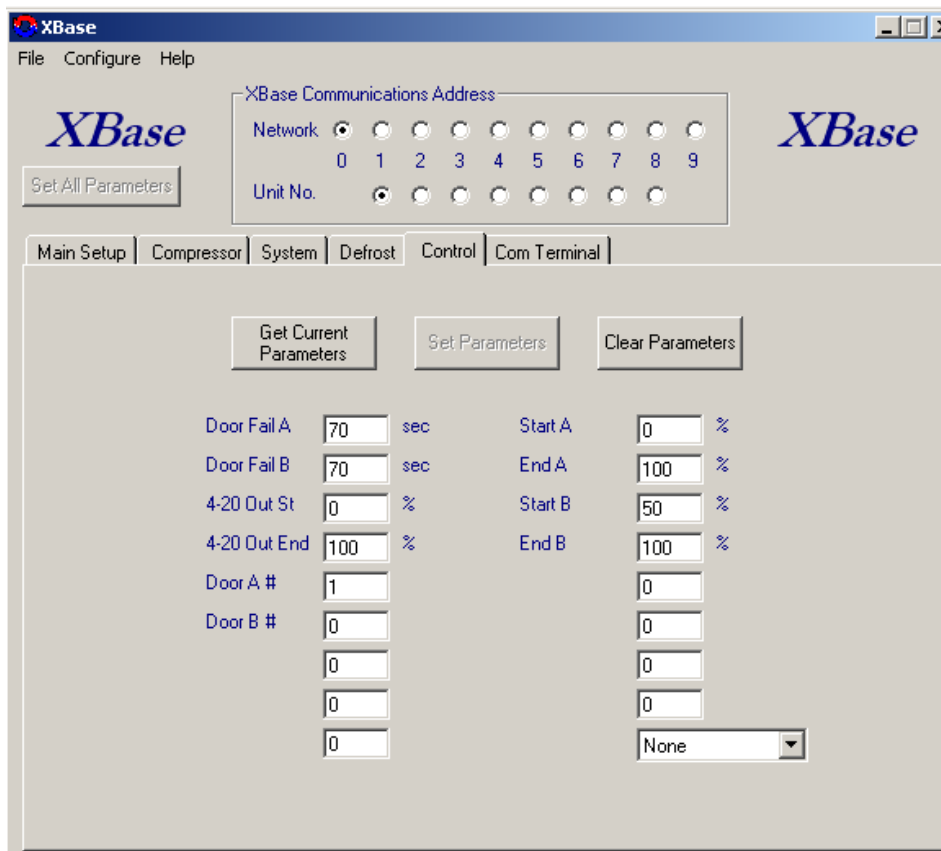 XBase
File Configure Help
XBase Communications Address
XBase
XBase
Network
0 1 2 3 4 5 6 7 8 9
Set All Parameters
Unit No.
Main Setup Compressor System Defrost Control Com Terminal
Get Current Parameters
Set Parameters
Clear Parameters
Door Fail A 70 sec Start A 0 %
Door Fail B 70 sec End A 100 %
4-20 Out St 0 % Start B 50 %
4-20 Out End 100 % End B 100 %
Door A # 1 0
Door B # 0 0
0 0
0 0
0 None